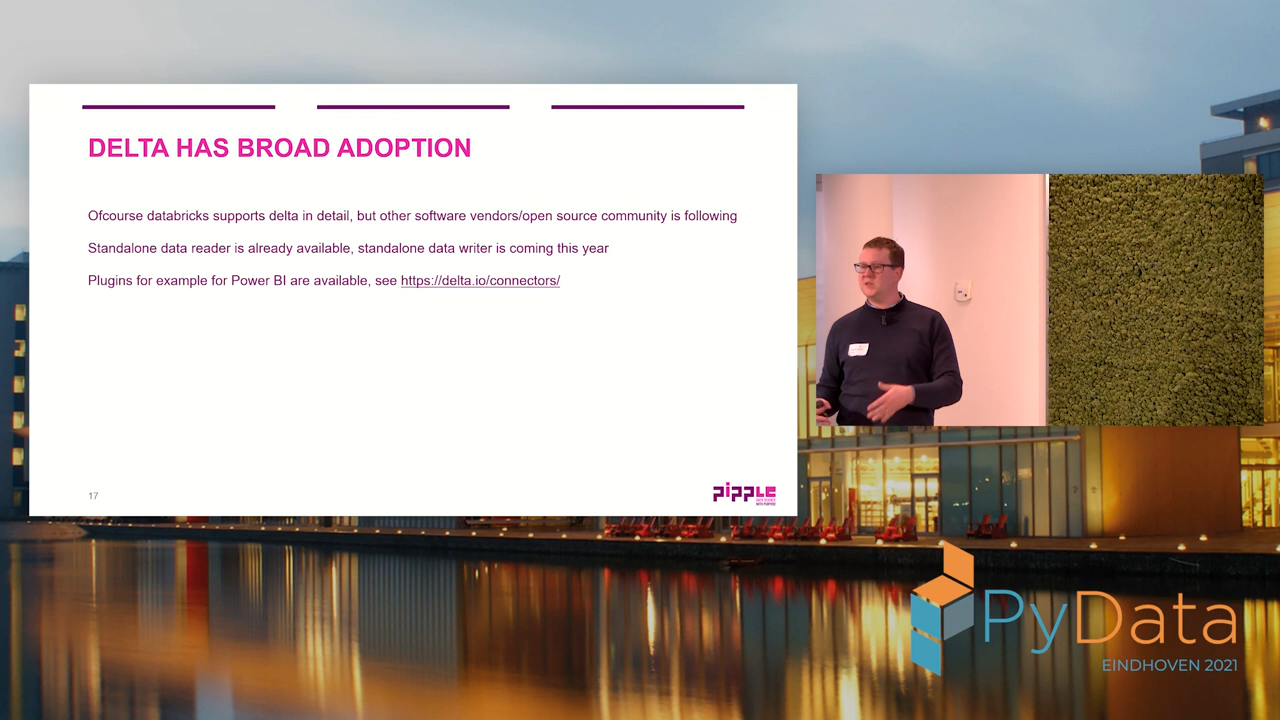 DELTA HAS BROAD ADOPTION
Ofcourse databricks supports delta in detail, but other software vendors/open source community is following
Standalone data reader is already available, standalone data writer is coming this year
Plugins for example for Power BI are available, see https://delta.io/connectors/
17
pipple
PyData
EINDHOVEN 2021